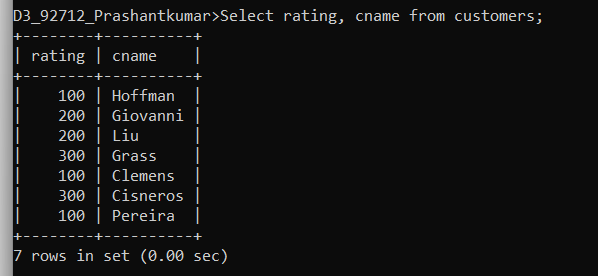 D3_92712_Prashantkumar>Select rating, cname from customers;
+--------+----------+
| rating | cname    |
+--------+----------+
|    100 | Hoffman  |
|    200 | Giovanni |
|    200 | Liu      |
|    300 | Grass    |
|    100 | Clemens  |
|    300 | Cisneros |
|    100 | Pereira  |
+--------+----------+
7 rows in set (0.00 sec)